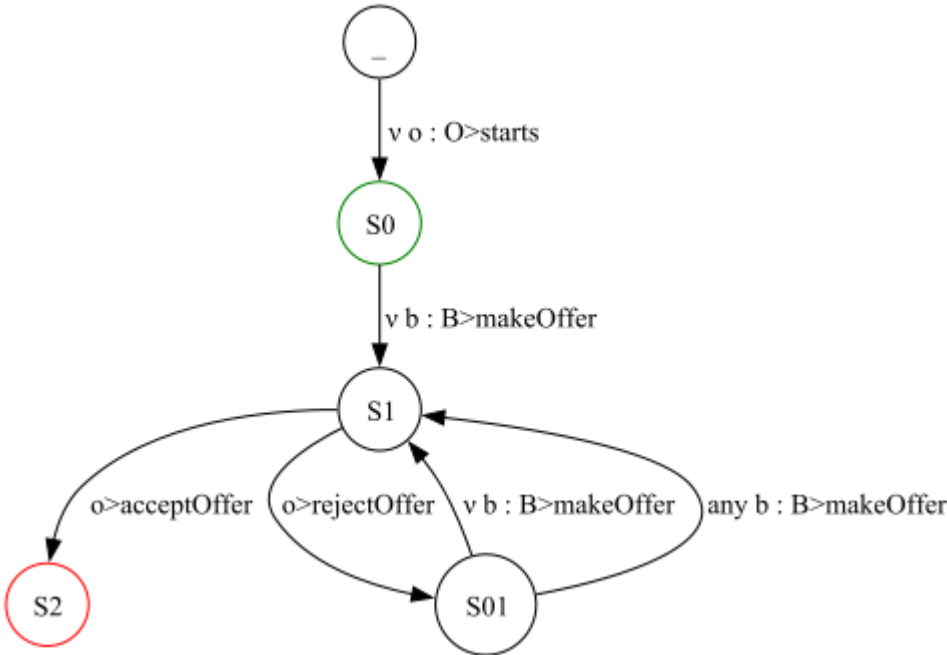 _
ν o : O>starts
S0
ν b : B>makeOffer
S1
o>acceptOffer
o>rejectOffer
ν b : B>makeOffer
any b : B>makeOffer
S2
S01